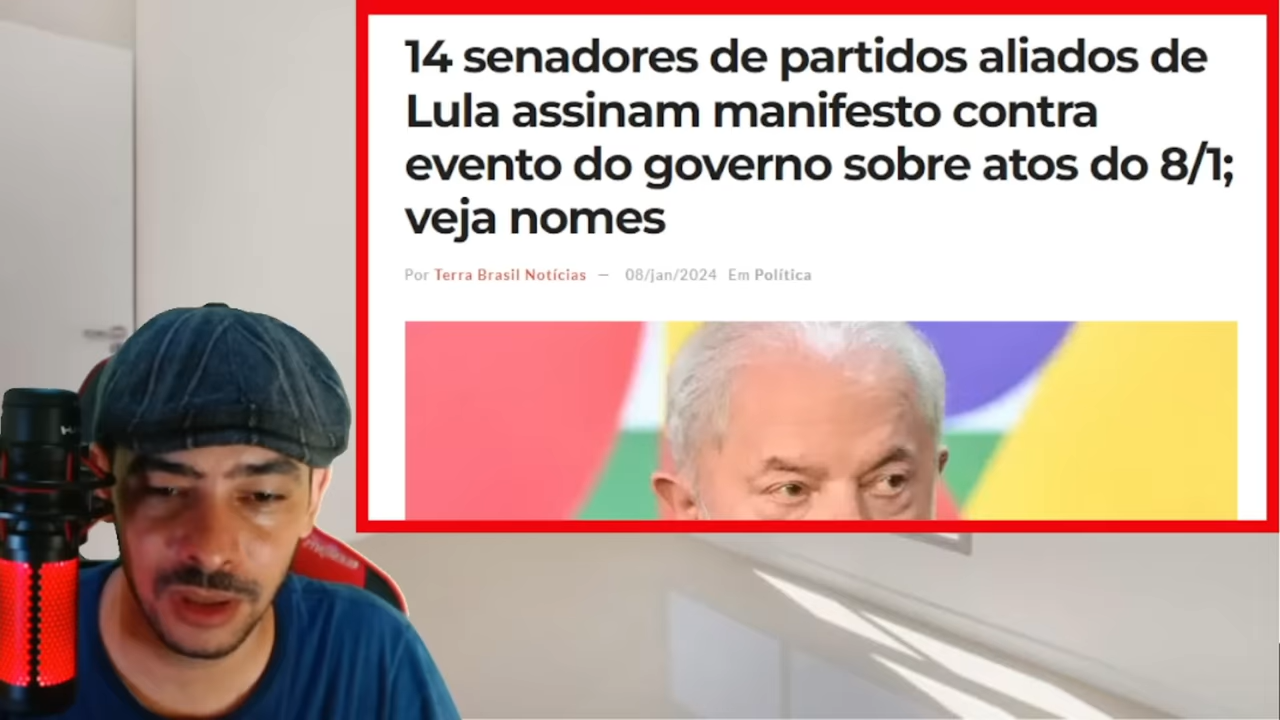 14 senadores de partidos aliados de
Lula assinam manifesto contra
evento do governo sobre atos do 8/1;
veja nomes
Por Terra Brasil Notícias — 08/jan/2024 Em Política